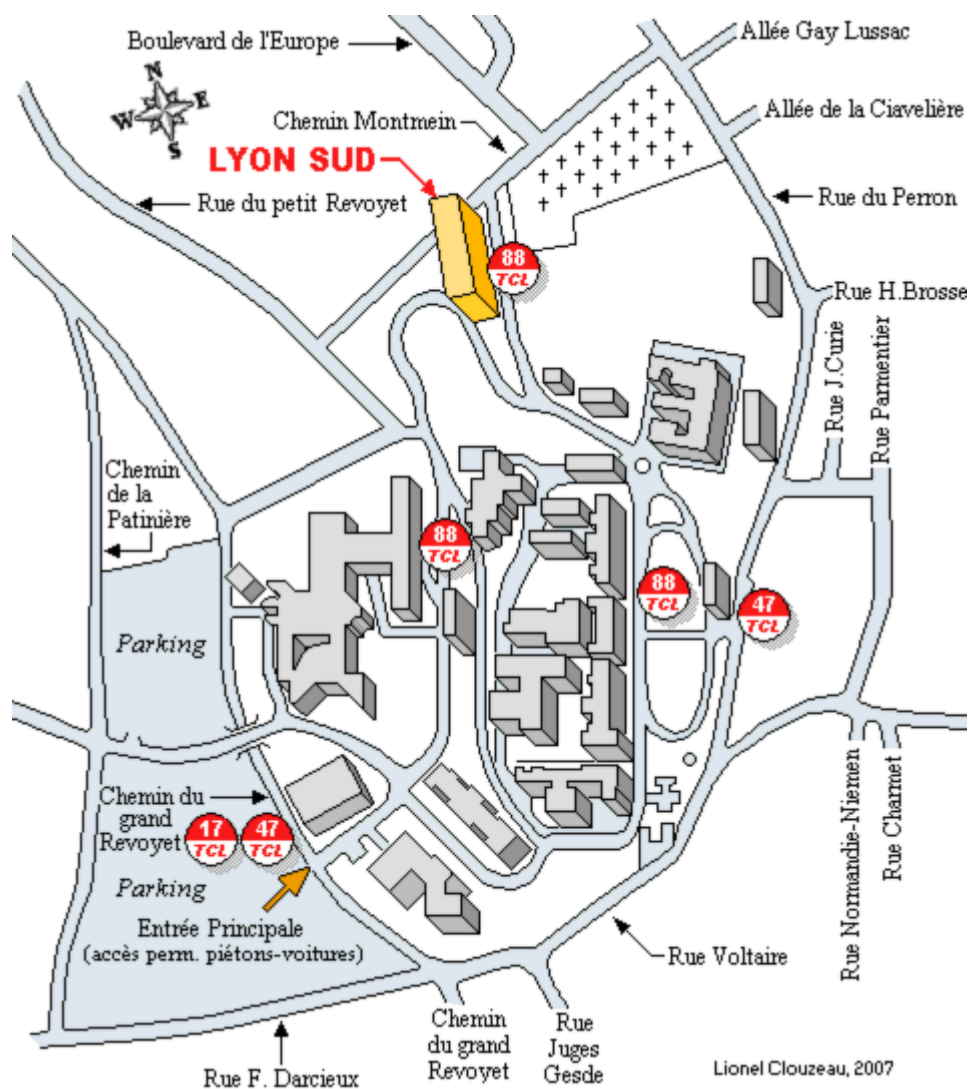 Boulevard de l'Europe
Allée Gay Lussac
N
W
E
S
Chemin Montmein
Allée de la Ciavelière
LYON SUD
Rue du petit Revoyet
Rue du Perron
88
TCL
Rue H.Brosse
Rue J.Curie
Rue Parmentier
Chemin
de la
Patinière
88
TCL
88
TCL
47
TCL
Parking
Chemin du
grand
Revoyet
17
TCL
47
TCL
Parking
Entrée Principale
(accès perm. piétons-voitures)
Rue Normandie-Niemen
Rue Charmet
Rue Voltaire
Chemin
du grand
Revoyet
Rue
Juges
Gesde
Rue F. Darcieux
Lionel Clouzeau, 2007